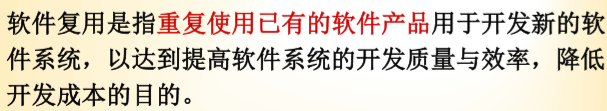 软件复用是指重复使用已有的软件产品用于开发新的软
件系统，以达到提高软件系统的开发质量与效率，降低
开发成本的目的。